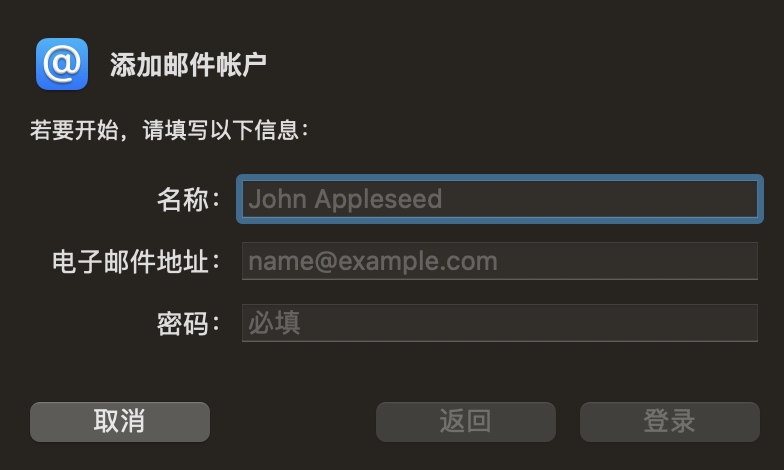 @
添加邮件帐户
若要开始，请填写以下信息：
名称： John Appleseed
电子邮件地址： name@example.com
密码： 必填
取消 返回 登录